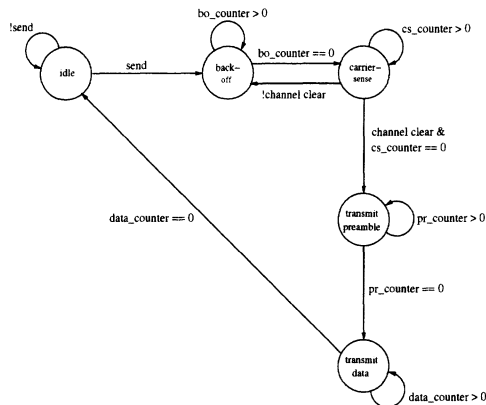 bo_counter > 0
!send
cs_counter > 0
idle
send
back-
off
bo_counter == 0
carrier-
sense
!channel clear
channel clear &
cs_counter == 0
data_counter == 0
transmit
preamble
pr_counter > 0
pr_counter == 0
transmit
data
data_counter > 0